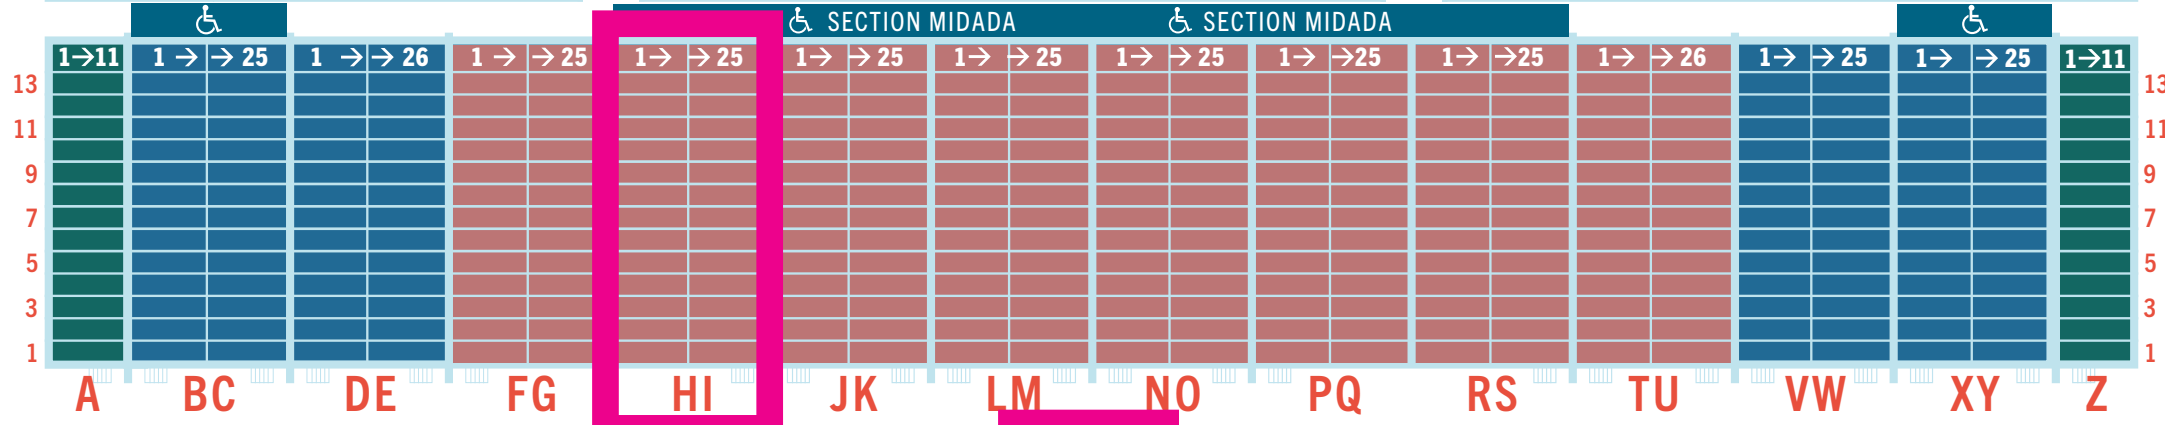 SECTION MIDADA SECTION MIDADA
1→11 1→ →25 1→ →26 1→ →25 1→ →25 1→ →25 1→ →25 1→ →25 1→ →25 1→ →25 1→ →26 1→ →25 1→ →25 1→11
13 13
11 11
9 9
7 7
5 5
3 3
1 1
A BC DE FG HI JK LM NO PQ RS TU VW XY Z